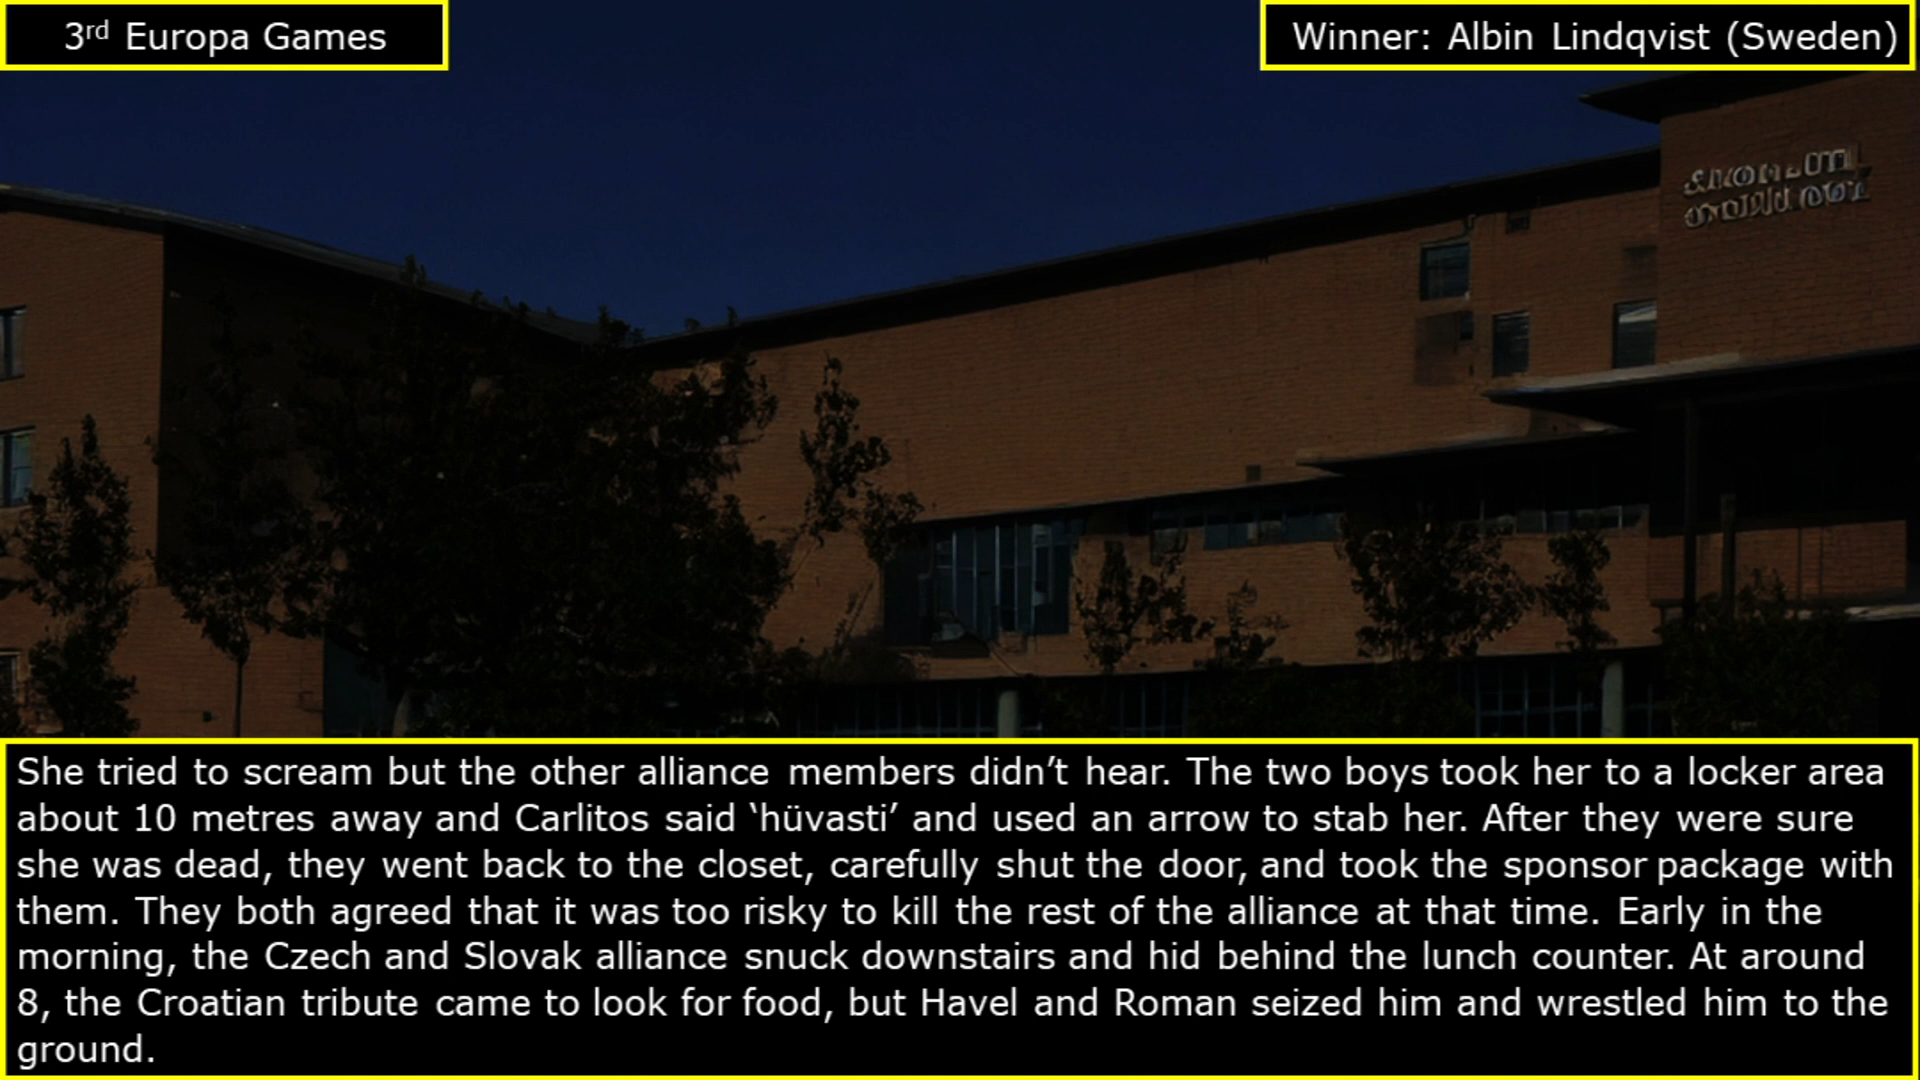 3rd Europa Games
Winner: Albin Lindqvist (Sweden)
She tried to scream but the other alliance members didn’t hear. The two boys took her to a locker area
about 10 metres away and Carlitos said ‘hüvasti’ and used an arrow to stab her. After they were sure
she was dead, they went back to the closet, carefully shut the door, and took the sponsor package with
them. They both agreed that it was too risky to kill the rest of the alliance at that time. Early in the
morning, the Czech and Slovak alliance snuck downstairs and hid behind the lunch counter. At around
8, the Croatian tribute came to look for food, but Havel and Roman seized him and wrestled him to the
ground.